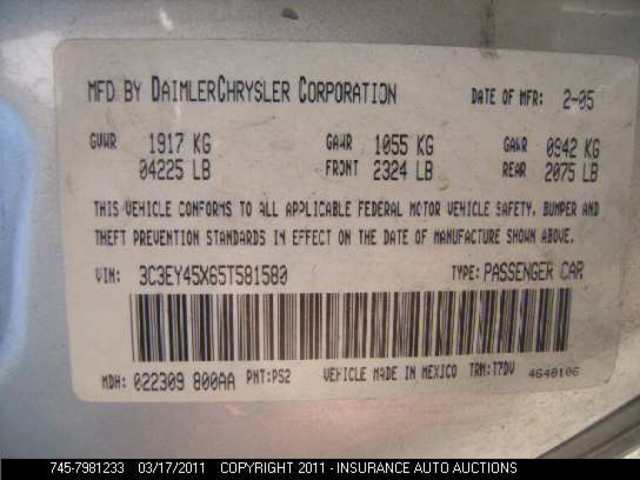 MFD BY DAIMLERCHRYSLER CORPORATION DATE OF MFR: 2-05
GVWR 1917 KG GAWR 1055 KG GAWR 0942 KG
04225 LB FRONT 2324 LB REAR 2075 LB
THIS VEHICLE CONFORMS TO ALL APPLICABLE FEDERAL MOTOR VEHICLE SAFETY, BUMPER AND
THEFT PREVENTION STANDARDS IN EFFECT ON THE DATE OF MANUFACTURE SHOWN ABOVE.
VIN: 3C3EY45X65T581580 TYPE: PASSENGER CAR
MDH: 022309 800AA PNT: PS2 VEHICLE MADE IN MEXICO TRM: T7DV 4640106
745-7981233 03/17/2011 COPYRIGHT 2011 - INSURANCE AUTO AUCTIONS